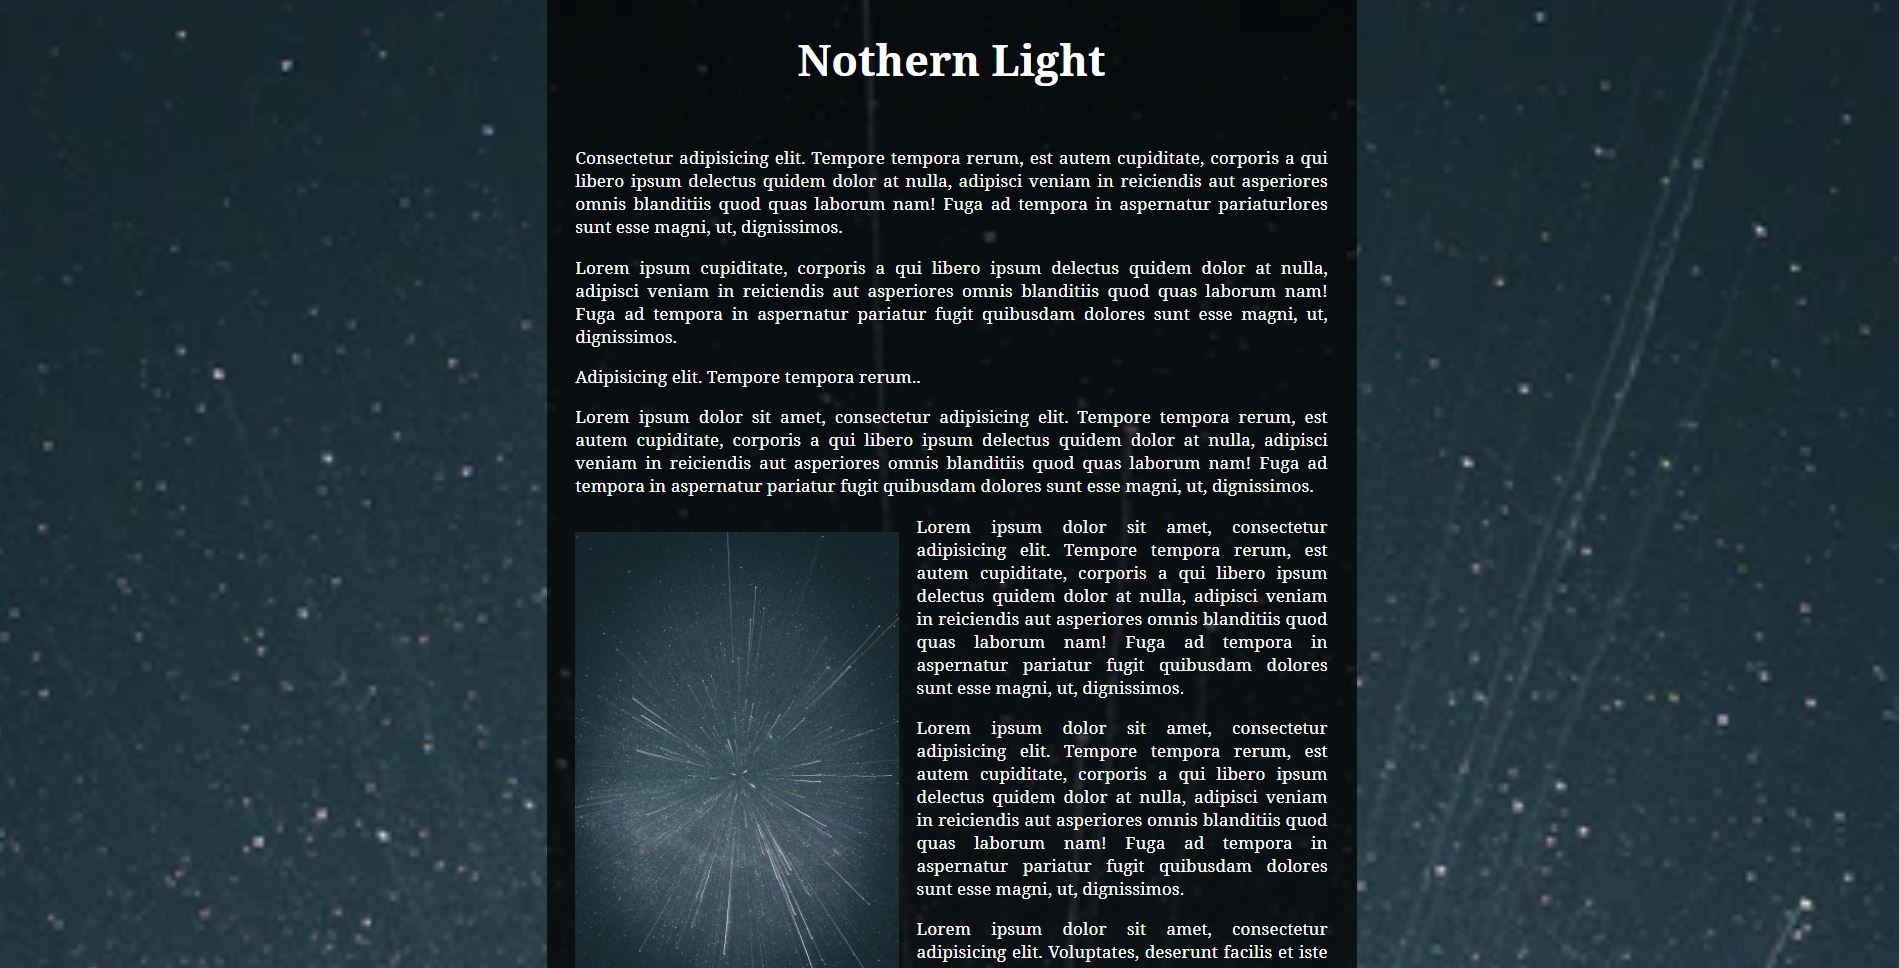 Nothern Light
Consectetur adipisicing elit. Tempore tempora rerum, est autem cupiditate, corporis a qui
libero ipsum delectus quidem dolor at nulla, adipisci veniam in reiciendis aut asperiores
omnis blanditiis quod quas laborum nam! Fuga ad tempora in aspernatur pariaturlores
sunt esse magni, ut, dignissimos.
Lorem ipsum cupiditate, corporis a qui libero ipsum delectus quidem dolor at nulla,
adipisci veniam in reiciendis aut asperiores omnis blanditiis quod quas laborum nam!
Fuga ad tempora in aspernatur pariatur fugit quibusdam dolores sunt esse magni, ut,
dignissimos.
Adipisicing elit. Tempore tempora rerum..
Lorem ipsum dolor sit amet, consectetur adipisicing elit. Tempore tempora rerum, est
autem cupiditate, corporis a qui libero ipsum delectus quidem dolor at nulla, adipisci
veniam in reiciendis aut asperiores omnis blanditiis quod quas laborum nam! Fuga ad
tempora in aspernatur pariatur fugit quibusdam dolores sunt esse magni, ut, dignissimos.
Lorem ipsum dolor sit amet, consectetur
adipisicing elit. Tempore tempora rerum, est
autem cupiditate, corporis a qui libero ipsum
delectus quidem dolor at nulla, adipisci veniam
in reiciendis aut asperiores omnis blanditiis quod
quas laborum nam! Fuga ad tempora in
aspernatur pariatur fugit quibusdam dolores
sunt esse magni, ut, dignissimos.
Lorem ipsum dolor sit amet, consectetur
adipisicing elit. Tempore tempora rerum, est
autem cupiditate, corporis a qui libero ipsum
delectus quidem dolor at nulla, adipisci veniam
in reiciendis aut asperiores omnis blanditiis quod
quas laborum nam! Fuga ad tempora in
aspernatur pariatur fugit quibusdam dolores
sunt esse magni, ut, dignissimos.
Lorem ipsum dolor sit amet, consectetur
adipisicing elit. Voluptates, deserunt facilis et iste